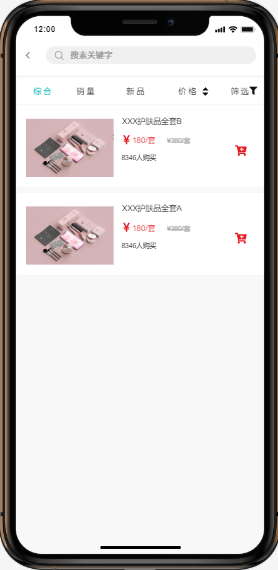 12:00
搜素关键字
综合 销量 新品 价格 筛选
XXX护肤品全套B
¥ 180/套 ¥380/套
8346人购买
XXX护肤品全套A
¥ 180/套 ¥380/套
8346人购买